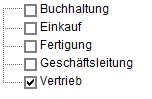 Buchhaltung
Einkauf
Fertigung
Geschäftsleitung
Vertrieb